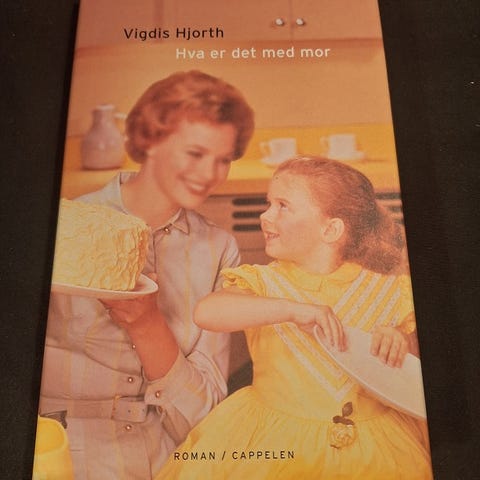 Vigdis Hjorth
Hva er det med mor
ROMAN / CAPPELEN